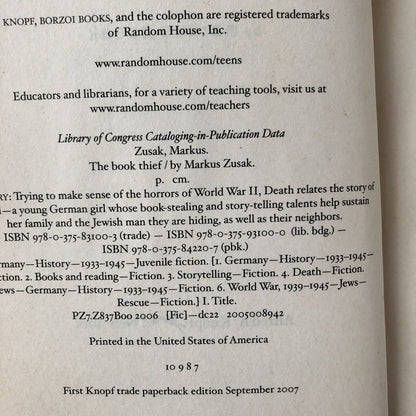 KNOPF, BORZOI BOOKS, and the colophon are registered trademarks
of Random House, Inc.
www.randomhouse.com/teens
Educators and librarians, for a variety of teaching tools, visit us at
www.randomhouse.com/teachers
Library of Congress Cataloging-in-Publication Data
Zusak, Markus.
The book thief / by Markus Zusak.
p. cm.
RY: Trying to make sense of the horrors of World War II, Death relates the story of
—a young German girl whose book-stealing and story-telling talents help sustain
her family and the Jewish man they are hiding, as well as their neighbors.
ISBN 978-0-375-83100-3 (trade) — ISBN 978-0-375-93100-0 (lib. bdg.) —
ISBN 978-0-375-84220-7 (pbk.)
many—History—1933–1945—Juvenile fiction. [1. Germany—History—1933–1945—
ction. 2. Books and reading—Fiction. 3. Storytelling—Fiction. 4. Death—Fiction.
ews—Germany—History—1933–1945—Fiction. 6. World War, 1939–1945—Jews—
Rescue—Fiction.] I. Title.
PZ7.Z837Boo 2006 [Fic]—dc22 2005008942
Printed in the United States of America
10 9 8 7
First Knopf trade paperback edition September 2007